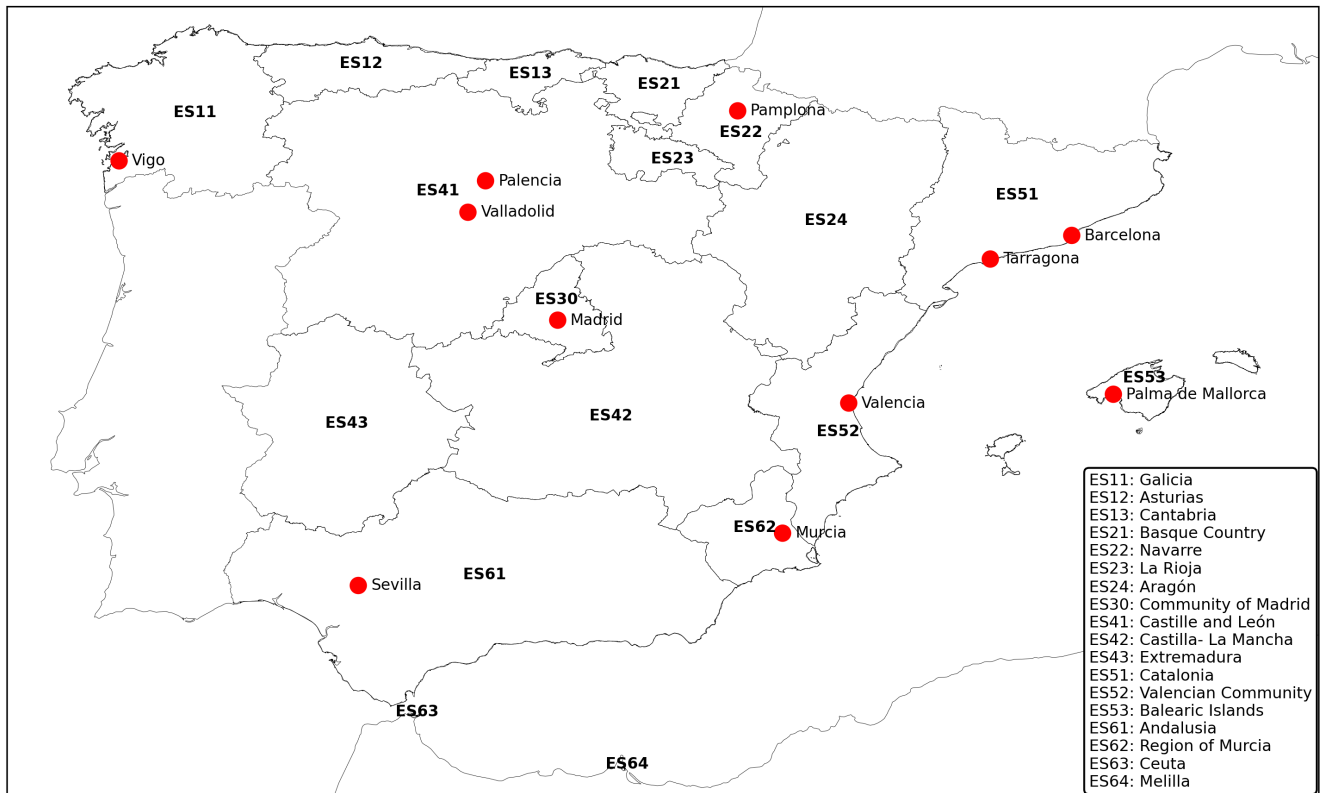 ES12
ES13
ES21
ES11
Pamplona
ES22
Vigo
ES23
Palencia
ES41
ES51
Valladolid
ES24
Barcelona
Tarragona
ES30
Madrid
ES53
Palma de Mallorca
Valencia
ES42
ES43
ES52
ES62
Murcia
ES61
Sevilla
ES63
ES64
ES11: Galicia
ES12: Asturias
ES13: Cantabria
ES21: Basque Country
ES22: Navarre
ES23: La Rioja
ES24: Aragón
ES30: Community of Madrid
ES41: Castille and León
ES42: Castilla- La Mancha
ES43: Extremadura
ES51: Catalonia
ES52: Valencian Community
ES53: Balearic Islands
ES61: Andalusia
ES62: Region of Murcia
ES63: Ceuta
ES64: Melilla